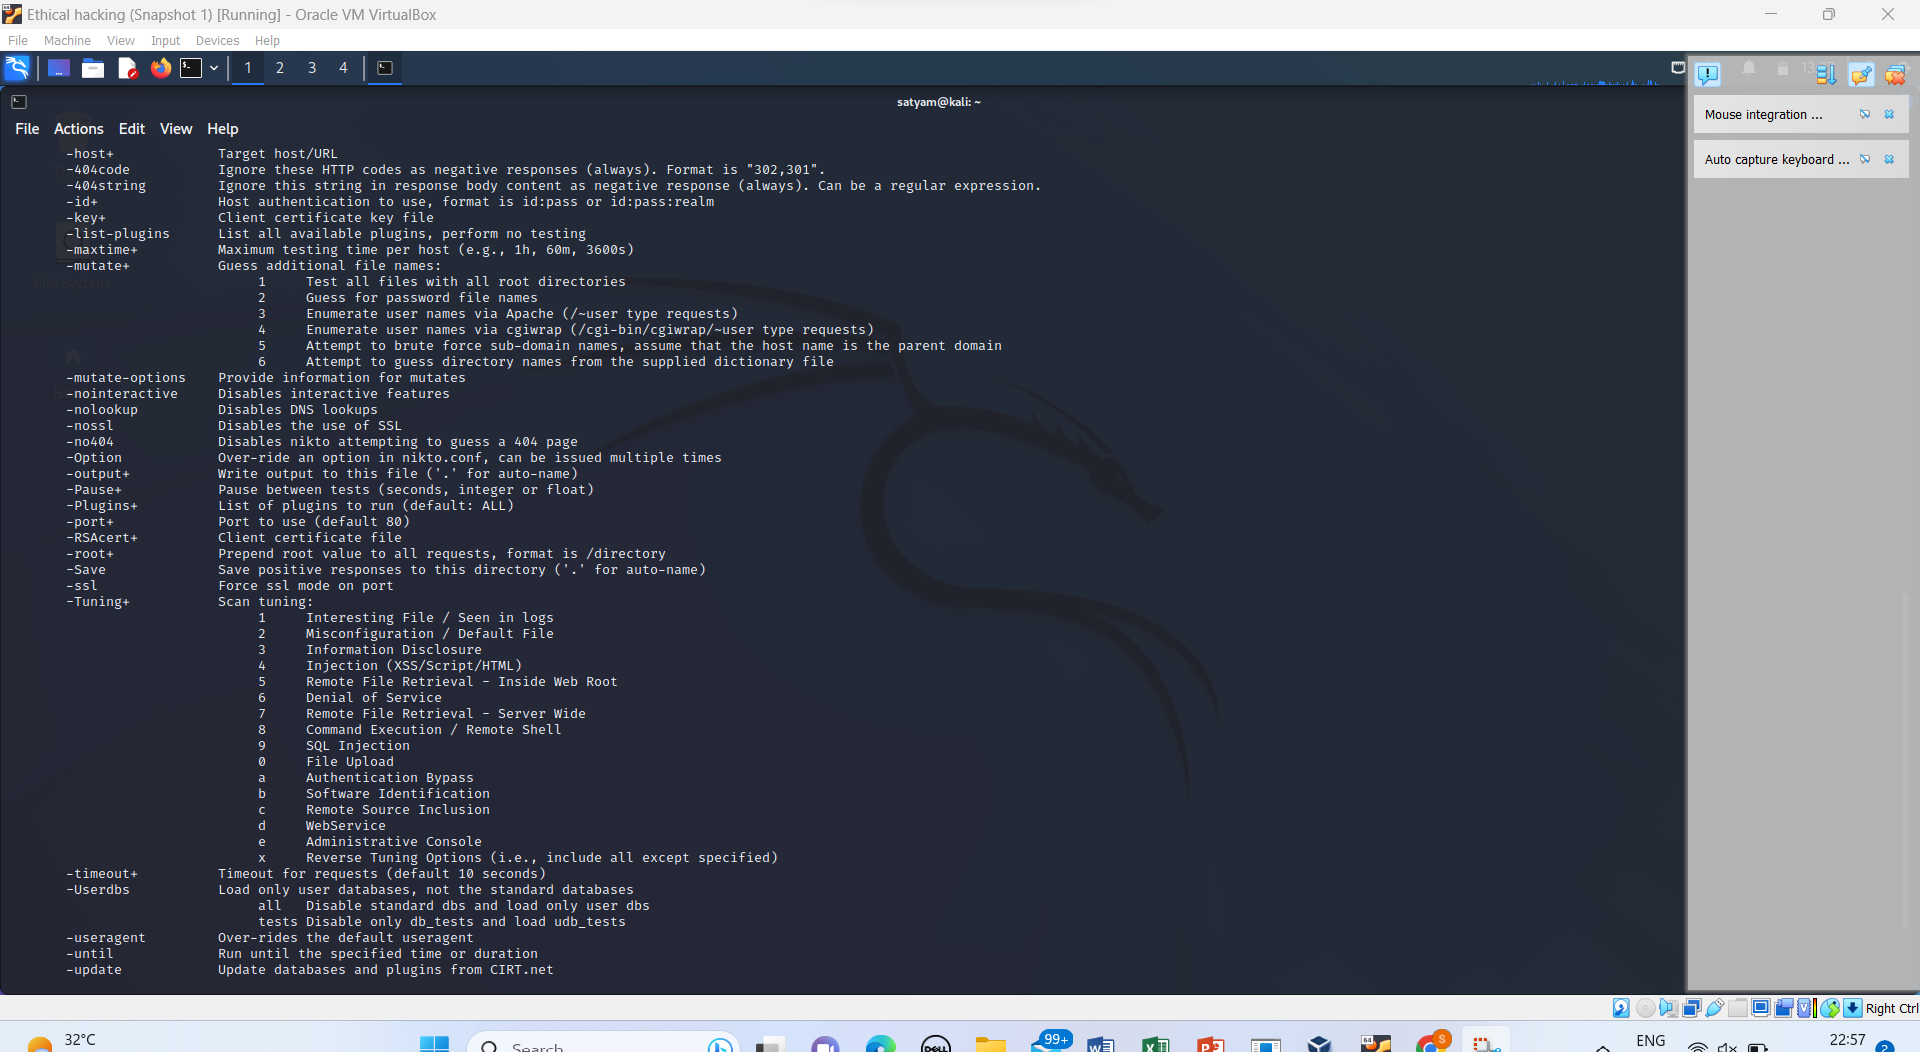 Ethical hacking (Snapshot 1) [Running] - Oracle VM VirtualBox
File Machine View Input Devices Help
1 2 3 4
satyam@kali: ~
File Actions Edit View Help
-host+ Target host/URL
-404code Ignore these HTTP codes as negative responses (always). Format is "302,301".
-404string Ignore this string in response body content as negative response (always). Can be a regular expression.
-id+ Host authentication to use, format is id:pass or id:pass:realm
-key+ Client certificate key file
-list-plugins List all available plugins, perform no testing
-maxtime+ Maximum testing time per host (e.g., 1h, 60m, 3600s)
-mutate+ Guess additional file names:
1 Test all files with all root directories
2 Guess for password file names
3 Enumerate user names via Apache (/~user type requests)
4 Enumerate user names via cgiwrap (/cgi-bin/cgiwrap/~user type requests)
5 Attempt to brute force sub-domain names, assume that the host name is the parent domain
6 Attempt to guess directory names from the supplied dictionary file
-mutate-options Provide information for mutates
-nointeractive Disables interactive features
-nolookup Disables DNS lookups
-nossl Disables the use of SSL
-no404 Disables nikto attempting to guess a 404 page
-Option Over-ride an option in nikto.conf, can be issued multiple times
-output+ Write output to this file ('.' for auto-name)
-Pause+ Pause between tests (seconds, integer or float)
-Plugins+ List of plugins to run (default: ALL)
-port+ Port to use (default 80)
-RSAcert+ Client certificate file
-root+ Prepend root value to all requests, format is /directory
-Save Save positive responses to this directory ('.' for auto-name)
-ssl Force ssl mode on port
-Tuning+ Scan tuning:
1 Interesting File / Seen in logs
2 Misconfiguration / Default File
3 Information Disclosure
4 Injection (XSS/Script/HTML)
5 Remote File Retrieval - Inside Web Root
6 Denial of Service
7 Remote File Retrieval - Server Wide
8 Command Execution / Remote Shell
9 SQL Injection
0 File Upload
a Authentication Bypass
b Software Identification
c Remote Source Inclusion
d WebService
e Administrative Console
x Reverse Tuning Options (i.e., include all except specified)
-timeout+ Timeout for requests (default 10 seconds)
-Userdbs Load only user databases, not the standard databases
all Disable standard dbs and load only user dbs
tests Disable only db_tests and load udb_tests
-useragent Over-rides the default useragent
-until Run until the specified time or duration
-update Update databases and plugins from CIRT.net
File System
Mouse integration ...
Auto capture keyboard ...
Right Ctrl
32°C
Search
DELL
99+
64
S
ENG
22:57
2